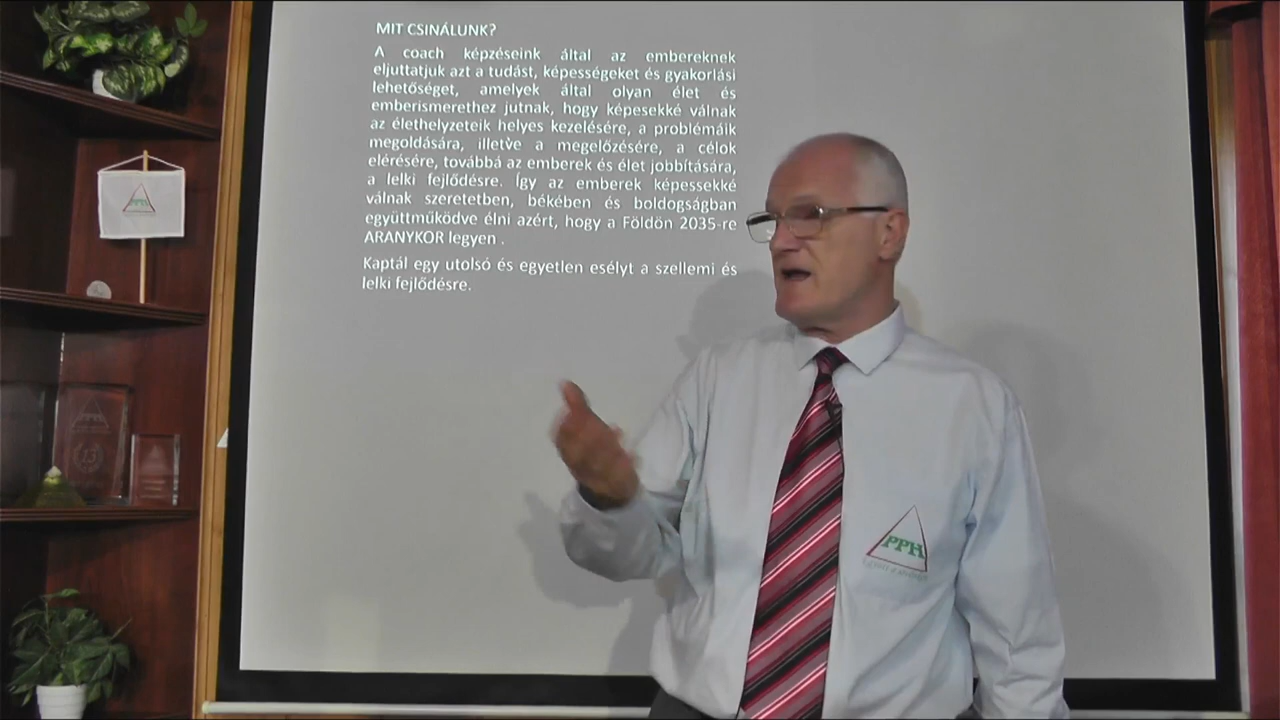 MIT CSINÁLUNK?
A coach képzéseink által az embereknek
eljuttatjuk azt a tudást, képességeket és gyakorlási
lehetőséget, amelyek által olyan élet és
emberismerethez jutnak, hogy képesekké válnak
az élethelyzeteik helyes kezelésére, a problémáik
megoldására, illetve a megelőzésére, a célok
elérésére, továbbá az emberek és élet jobbítására,
a lelki fejlődésre. Így az emberek képessekké
válnak szeretetben, békében és boldogságban
együttműködve élni azért, hogy a Földön 2035-re
ARANYKOR legyen .
Kaptál egy utolsó és egyetlen esélyt a szellemi és
lelki fejlődésre.
PPH
PPH
13